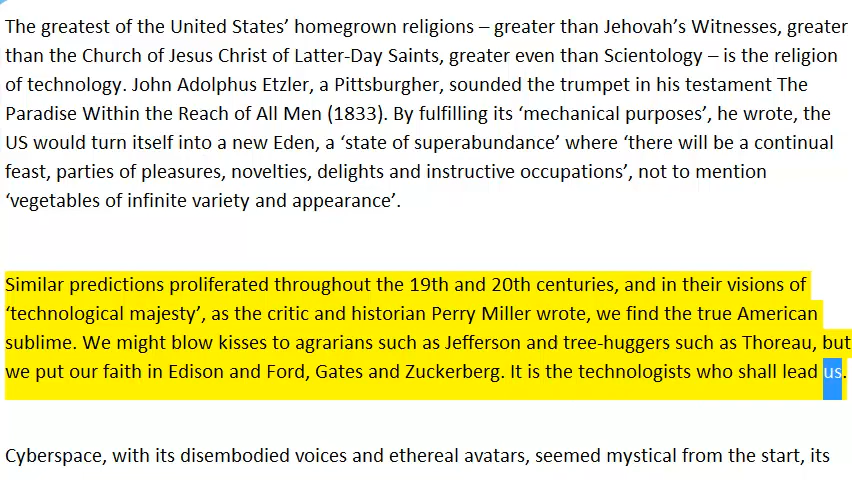 The greatest of the United States’ homegrown religions – greater than Jehovah’s Witnesses, greater
than the Church of Jesus Christ of Latter-Day Saints, greater even than Scientology – is the religion
of technology. John Adolphus Etzler, a Pittsburgher, sounded the trumpet in his testament The
Paradise Within the Reach of All Men (1833). By fulfilling its ‘mechanical purposes’, he wrote, the
US would turn itself into a new Eden, a ‘state of superabundance’ where ‘there will be a continual
feast, parties of pleasures, novelties, delights and instructive occupations’, not to mention
‘vegetables of infinite variety and appearance’.
Similar predictions proliferated throughout the 19th and 20th centuries, and in their visions of
‘technological majesty’, as the critic and historian Perry Miller wrote, we find the true American
sublime. We might blow kisses to agrarians such as Jefferson and tree-huggers such as Thoreau, but
we put our faith in Edison and Ford, Gates and Zuckerberg. It is the technologists who shall lead us.
Cyberspace, with its disembodied voices and ethereal avatars, seemed mystical from the start, its